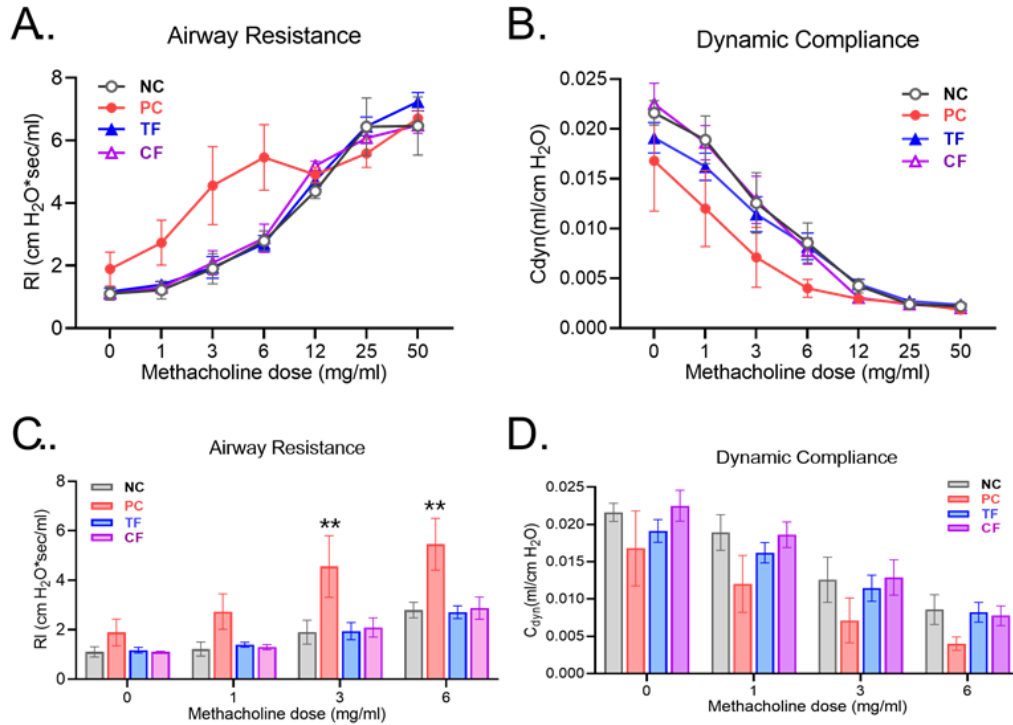 A..
Airway Resistance
RI (cm H₂O*sec/ml)
8
6
4
2
0
NC
PC
TF
CF
0 1 3 6 12 25 50
Methacholine dose (mg/ml)
B.
Dynamic Compliance
Cdyn(ml/cm H₂O)
0.025
0.020
0.015
0.010
0.005
0.000
NC
PC
TF
CF
0 1 3 6 12 25 50
Methacholine dose (mg/ml)
C..
Airway Resistance
RI (cm H₂O*sec/ml)
8
6
4
2
0
NC
PC
TF
CF
** **
0 1 3 6
Methacholine dose (mg/ml)
D.
Dynamic Compliance
Cdyn(ml/cm H₂O)
0.025
0.020
0.015
0.010
0.005
0.000
NC
PC
TF
CF
0 1 3 6
Methacholine dose (mg/ml)